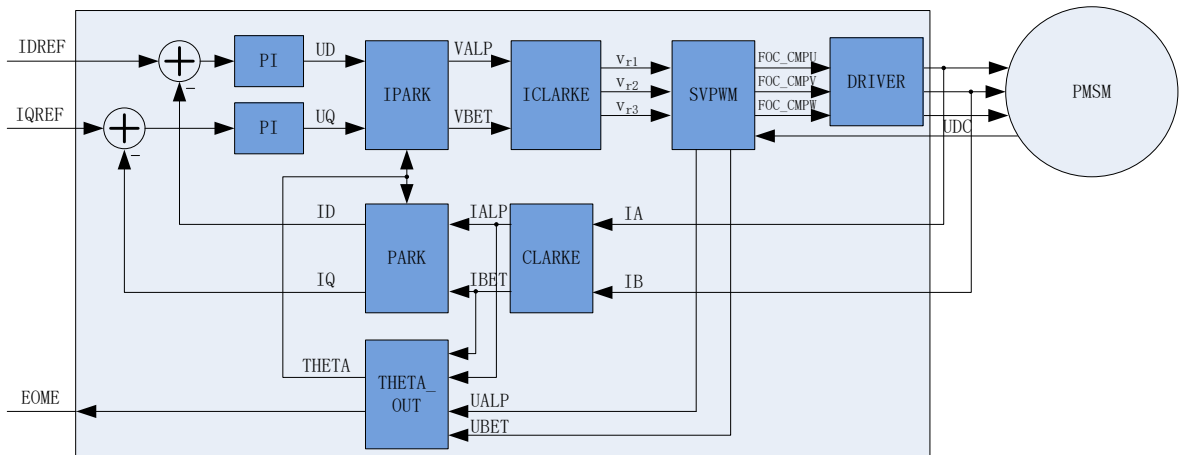 IDREF
IQREF
EOME
+
-
+
-
PI
PI
UD
UQ
IPARK
VALP
VBET
ICLARKE
vr1
vr2
vr3
SVPWM
FOC_CMPU
FOC_CMPV
FOC_CMPW
DRIVER
UDC
PMSM
ID
IQ
PARK
IALP
IBET
CLARKE
IA
IB
THETA
THETA_
OUT
UALP
UBET